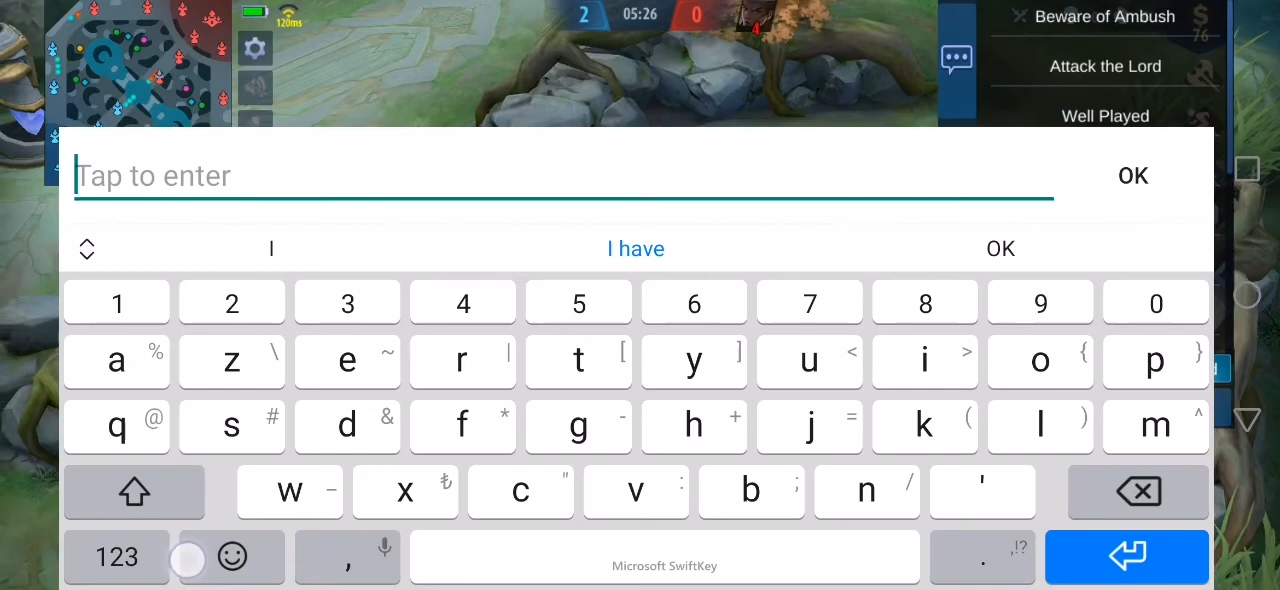 120ms
2 05:26 0
4
Beware of Ambush
76
Attack the Lord
Well Played
Tap to enter
OK
I I have OK
1 2 3 4 5 6 7 8 9 0
a % z \ e ~ r | t [ y ] u < i > o { p }
q @ s # d & f * g - h + j = k ( l ) m ^
w _ x ₺ c " v : b ; n / '
123 , Microsoft SwiftKey . ,!?